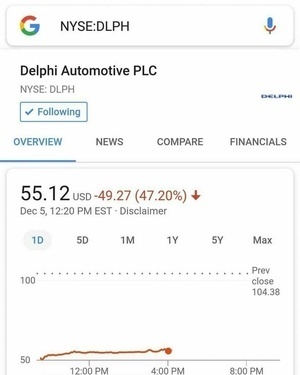 NYSE:DLPH
Delphi Automotive PLC
NYSE: DLPH
DELPHI
✓ Following
OVERVIEW NEWS COMPARE FINANCIALS
55.12 USD -49.27 (47.20%) ↓
Dec 5, 12:20 PM EST · Disclaimer
1D 5D 1M 1Y 5Y Max
100
Prev
close
104.38
50
12:00 PM 4:00 PM 8:00 PM